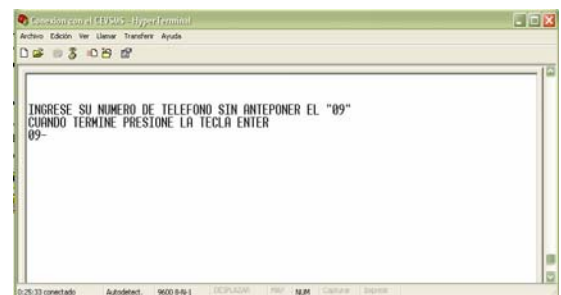 Conexion con el CEVSUS - HyperTerminal
Archivo Edición Ver Llamar Transferir Ayuda
INGRESE SU NUMERO DE TELEFONO SIN ANTEPONER EL "09"
CUANDO TERMINE PRESIONE LA TECLA ENTER
09-
0:25:33 conectado Autodetect. 9600 8-N-1 DESPLAZAR MAY NUM Capturar Imprimir